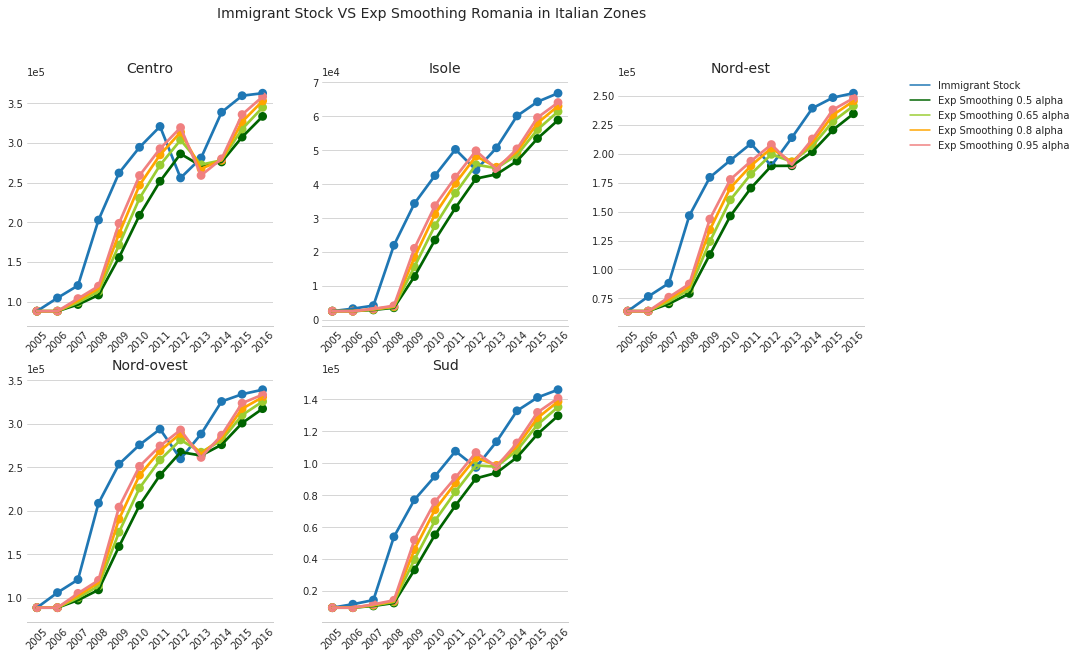 Immigrant Stock VS Exp Smoothing Romania in Italian Zones
Centro
1e5
3.5
3.0
2.5
2.0
1.5
1.0
2005 2006 2007 2008 2009 2010 2011 2012 2013 2014 2015 2016
Isole
1e4
7
6
5
4
3
2
1
0
2005 2006 2007 2008 2009 2010 2011 2012 2013 2014 2015 2016
Nord-est
1e5
2.50
2.25
2.00
1.75
1.50
1.25
1.00
0.75
2005 2006 2007 2008 2009 2010 2011 2012 2013 2014 2015 2016
Immigrant Stock
Exp Smoothing 0.5 alpha
Exp Smoothing 0.65 alpha
Exp Smoothing 0.8 alpha
Exp Smoothing 0.95 alpha
Nord-ovest
1e5
3.5
3.0
2.5
2.0
1.5
1.0
2005 2006 2007 2008 2009 2010 2011 2012 2013 2014 2015 2016
Sud
1e5
1.4
1.2
1.0
0.8
0.6
0.4
0.2
2005 2006 2007 2008 2009 2010 2011 2012 2013 2014 2015 2016